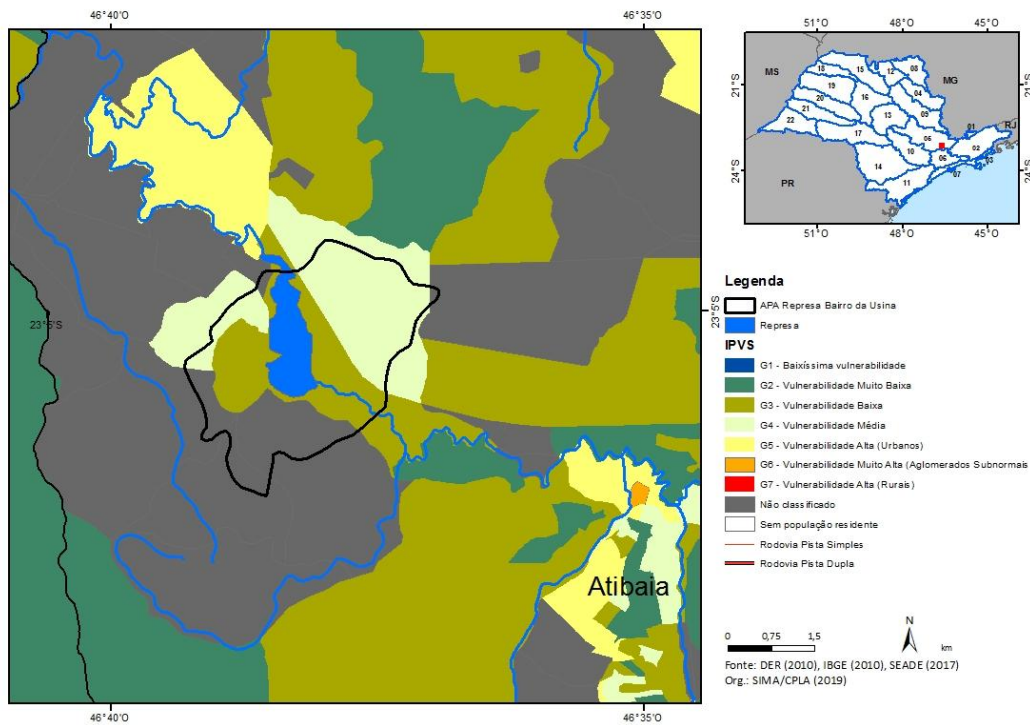 46°40'O
46°35'O
23°5'S
23°5'S
Atibaia
46°40'O
46°35'O
51°O
48°O
45°O
21°S
21°S
24°S
24°S
MS
MG
RJ
PR
18
15
12
08
19
16
04
20
13
09
21
22
17
05
01
02
10
06
03
14
07
11
51°O
48°O
45°O
Legenda
APA Represa Bairro da Usina
Represa
IPVS
G1 - Baixíssima vulnerabilidade
G2 - Vulnerabilidade Muito Baixa
G3 - Vulnerabilidade Baixa
G4 - Vulnerabilidade Média
G5 - Vulnerabilidade Alta (Urbanos)
G6 - Vulnerabilidade Muito Alta (Aglomerados Subnormais
G7 - Vulnerabilidade Alta (Rurais)
Não classificado
Sem população residente
Rodovia Pista Simples
Rodovia Pista Dupla
N
0 0,75 1,5
km
Fonte: DER (2010), IBGE (2010), SEADE (2017)
Org.: SIMA/CPLA (2019)